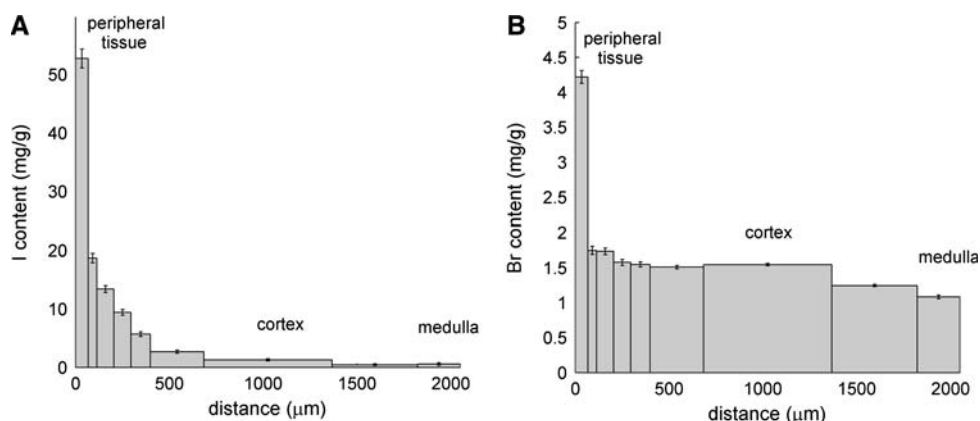 A
peripheral
tissue
I content (mg/g)
50
40
30
20
10
0
cortex
medulla
0
500
1000
1500
2000
distance (μm)
B
peripheral
tissue
Br content (mg/g)
5
4.5
4
3.5
3
2.5
2
1.5
1
0.5
0
cortex
medulla
0
500
1000
1500
2000
distance (μm)